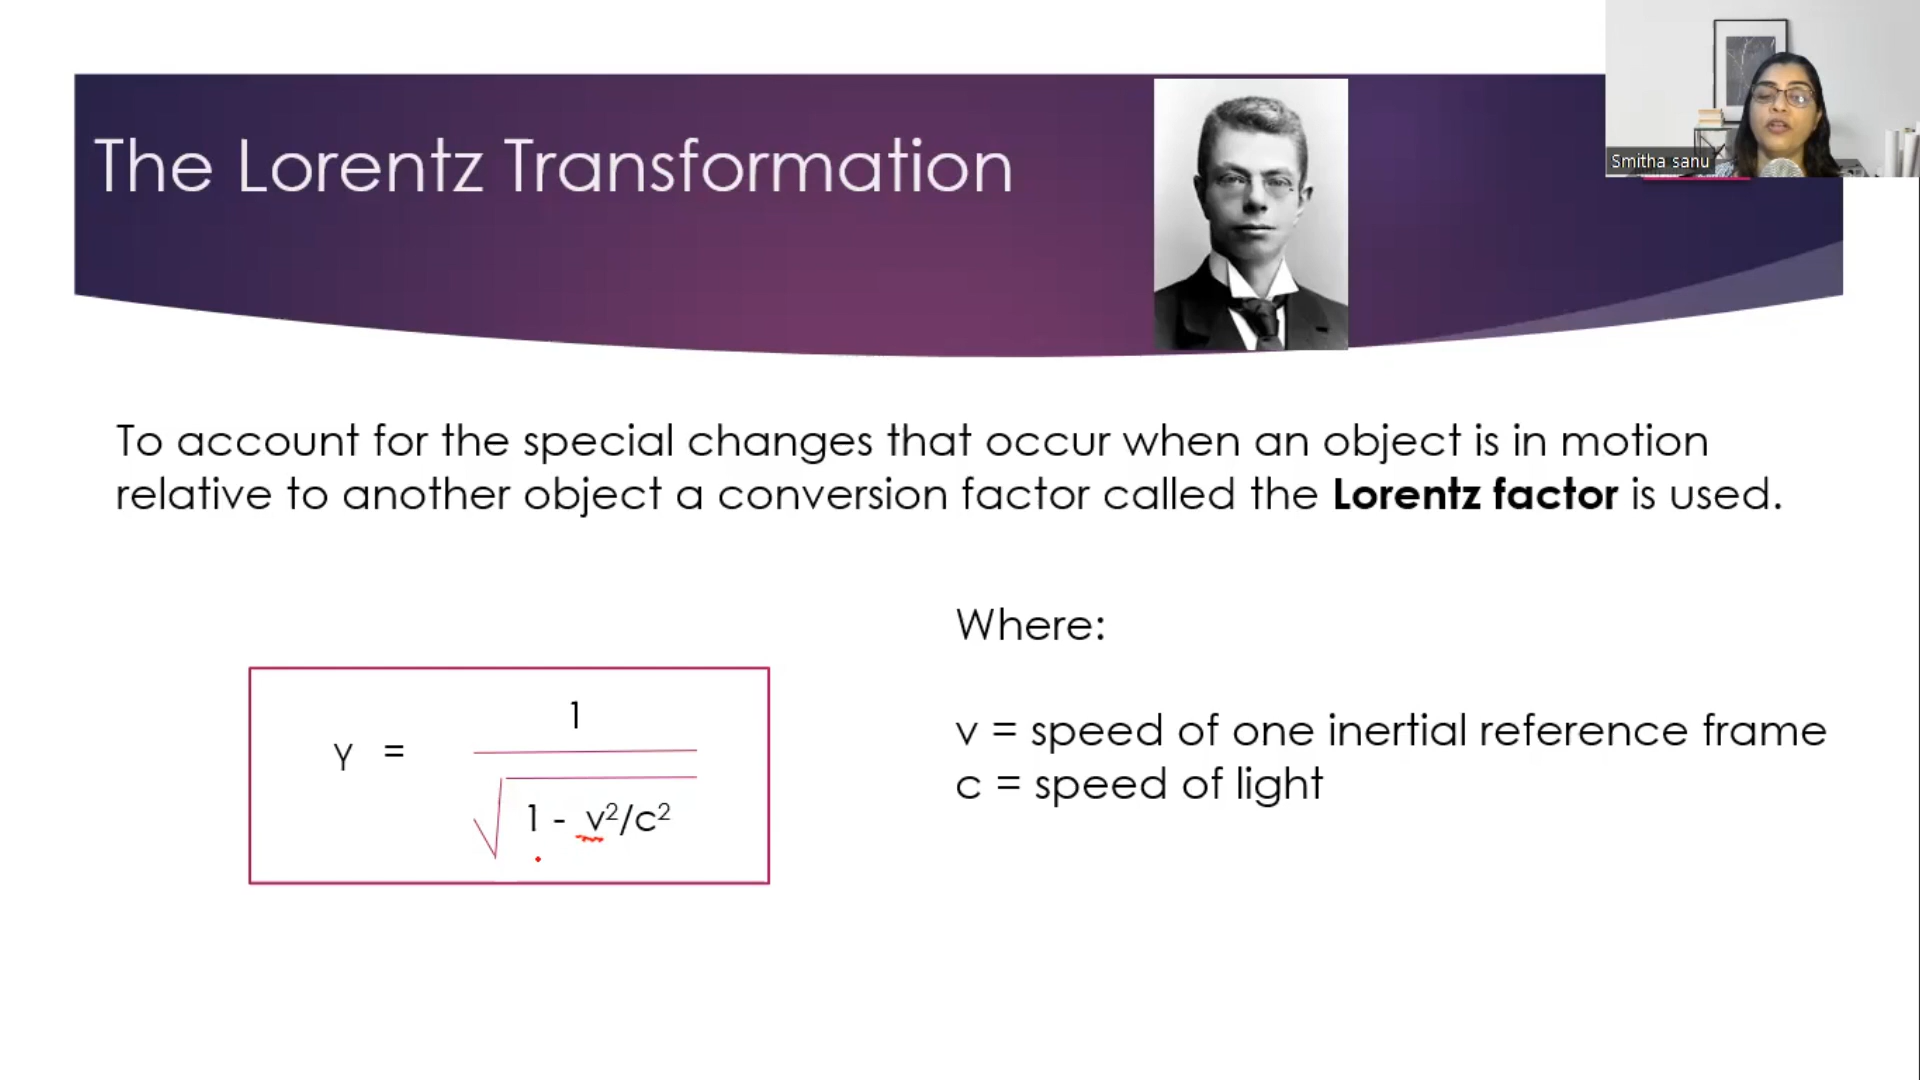 The Lorentz Transformation
Smitha sanu
To account for the special changes that occur when an object is in motion
relative to another object a conversion factor called the Lorentz factor is used.
Where:
v = speed of one inertial reference frame
c = speed of light
1
γ =
1 - v²/c²